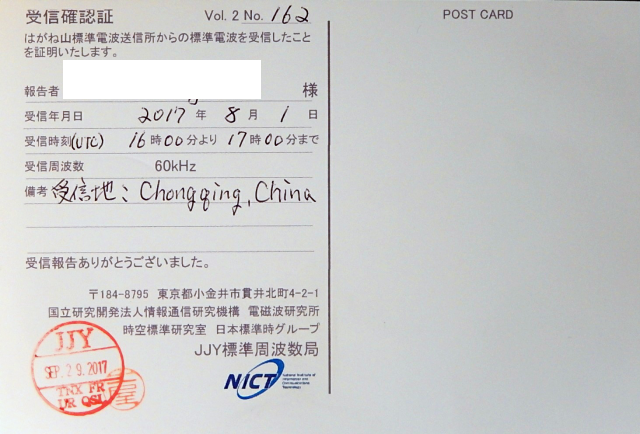 受信確認証 Vol. 2 No. 162
はがね山標準電波送信所からの標準電波を受信したこと
を証明いたします。
報告者 様
受信年月日 2017 年 8 月 1 日
受信時刻(UTC) 16時00分より 17時00分まで
受信周波数 60kHz
備考 受信地：Chongqing, China
受信報告ありがとうございました。
〒184-8795 東京都小金井市貫井北町4-2-1
国立研究開発法人情報通信研究機構 電磁波研究所
時空標準研究室 日本標準時グループ
JJY標準周波数局
NICT National Institute of
Information and
Communications
Technology
JJY
SEP. 29. 2017
TNX FR
UR QSL
POST CARD